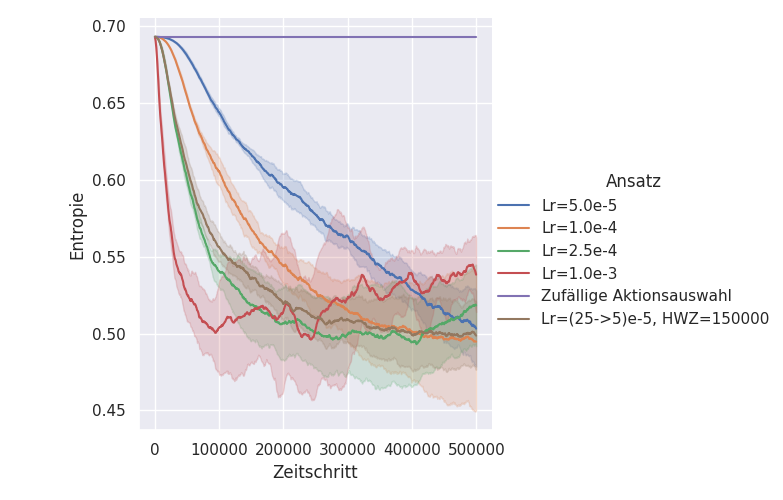 0.70
0.65
0.60
0.55
0.50
0.45
Entropie
0 100000 200000 300000 400000 500000
Zeitschritt
Ansatz
Lr=5.0e-5
Lr=1.0e-4
Lr=2.5e-4
Lr=1.0e-3
Zufällige Aktionsauswahl
Lr=(25->5)e-5, HWZ=150000